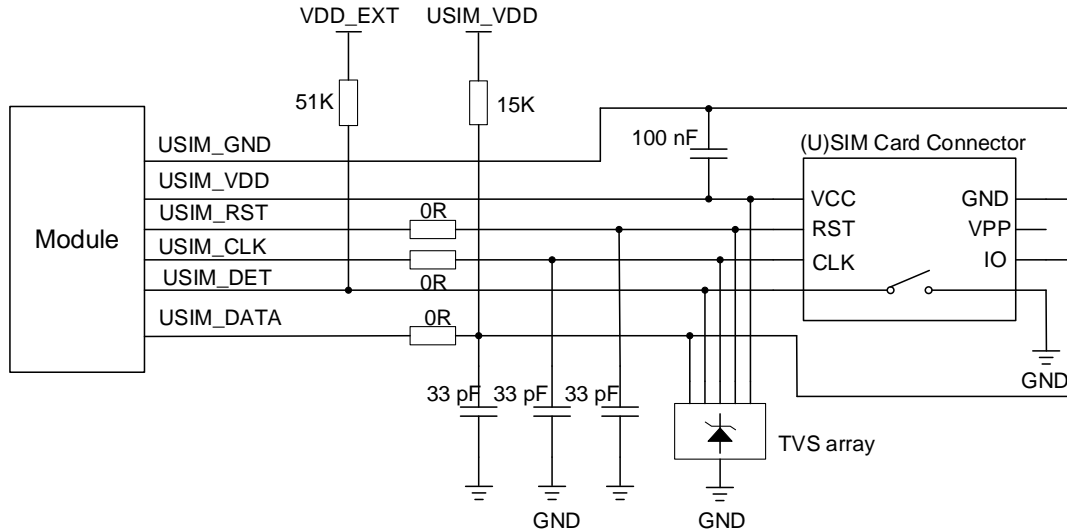 VDD_EXT
USIM_VDD
51K
15K
100 nF
(U)SIM Card Connector
Module
USIM_GND
USIM_VDD
USIM_RST
USIM_CLK
USIM_DET
USIM_DATA
0R
0R
0R
VCC
RST
CLK
GND
VPP
IO
GND
33 pF
33 pF
33 pF
TVS array
GND
GND